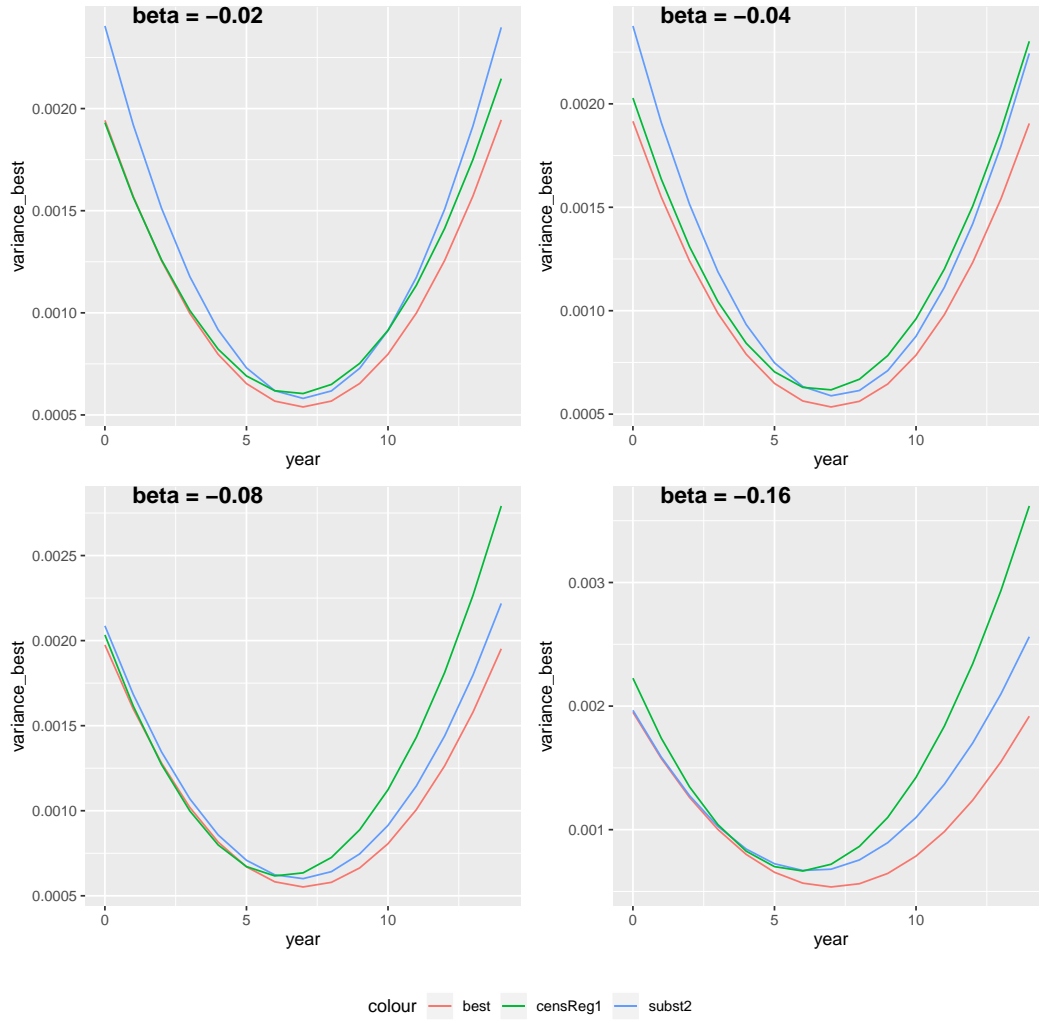 beta = −0.02
0.0020
0.0015
0.0010
0.0005
variance_best
0
5
10
year
beta = −0.04
0.0020
0.0015
0.0010
0.0005
variance_best
0
5
10
year
beta = −0.08
0.0025
0.0020
0.0015
0.0010
0.0005
variance_best
0
5
10
year
beta = −0.16
0.003
0.002
0.001
variance_best
0
5
10
year
colour best censReg1 subst2